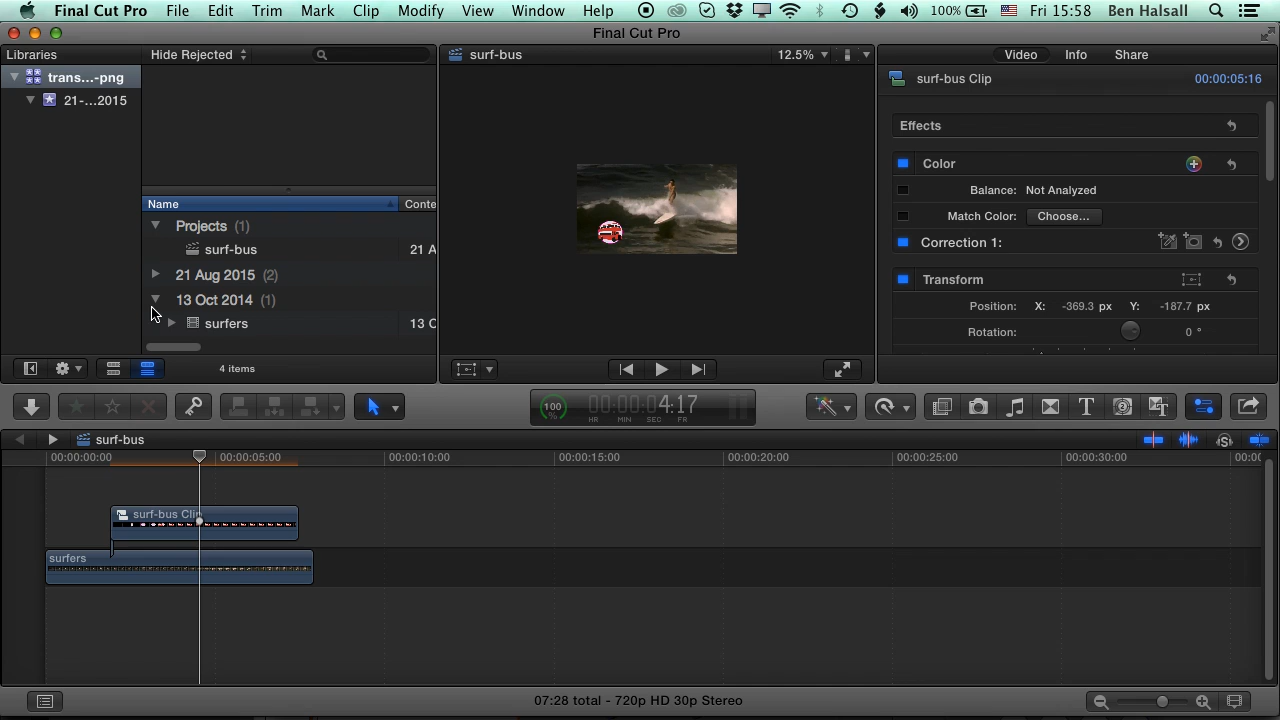 Final Cut Pro File Edit Trim Mark Clip Modify View Window Help 100% Fri 15:58 Ben Halsall
Final Cut Pro
Libraries Hide Rejected surf-bus 12.5% Video Info Share
trans...-png
21-...2015
surf-bus Clip 00:00:05:16
Effects
Color
Balance: Not Analyzed
Match Color: Choose...
Correction 1:
Transform
Position: X: -369.3 px Y: -187.7 px
Rotation: 0 °
Name Conte
Projects (1)
surf-bus 21 A
21 Aug 2015 (2)
13 Oct 2014 (1)
surfers 13 O
4 items
100 % 00:00:04:17
HR MIN SEC FR
surf-bus
00:00:00:00 00:00:05:00 00:00:10:00 00:00:15:00 00:00:20:00 00:00:25:00 00:00:30:00 00:00
surf-bus Clip
surfers
07:28 total - 720p HD 30p Stereo